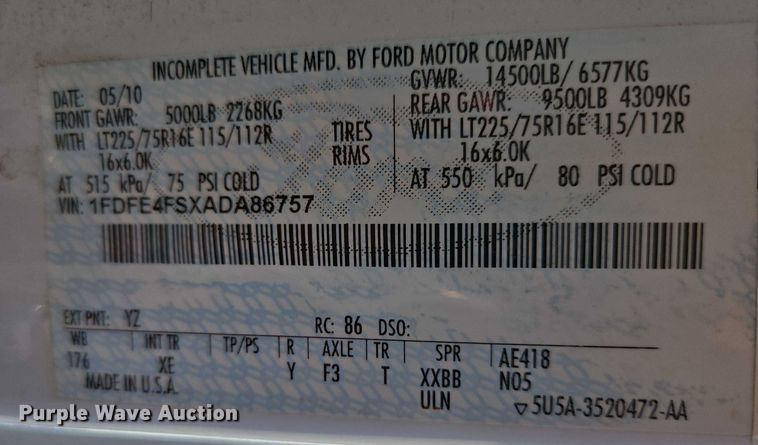 INCOMPLETE VEHICLE MFD. BY FORD MOTOR COMPANY
DATE: 05/10 GVWR: 14500LB/ 6577KG
FRONT GAWR: 5000LB 2268KG REAR GAWR: 9500LB 4309KG
WITH LT225/75R16E 115/112R TIRES WITH LT225/75R16E 115/112R
16x6.0K RIMS 16x6.0K
AT 515 kPa/ 75 PSI COLD AT 550 kPa/ 80 PSI COLD
VIN: 1FDFE4FSXADA86757
EXT PNT: YZ RC: 86 DSO:
WB INT TR TP/PS R AXLE TR SPR AE418
176 XE Y F3 T XXBB N05
MADE IN U.S.A. ULN ▽5U5A-3520472-AA
Purple Wave Auction